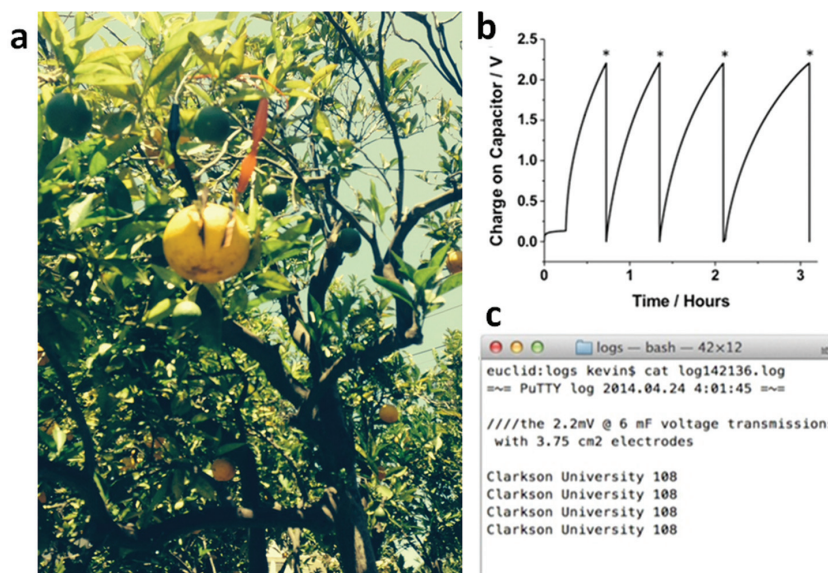 a
b
* * * *
2.5
2.0
1.5
1.0
0.5
0.0
Charge on Capacitor / V
0 1 2 3
Time / Hours
c
logs — bash — 42×12
euclid:logs kevin$ cat log142136.log
=~= PuTTY log 2014.04.24 4:01:45 =~=
////the 2.2mV @ 6 mF voltage transmission
with 3.75 cm2 electrodes
Clarkson University 108
Clarkson University 108
Clarkson University 108
Clarkson University 108